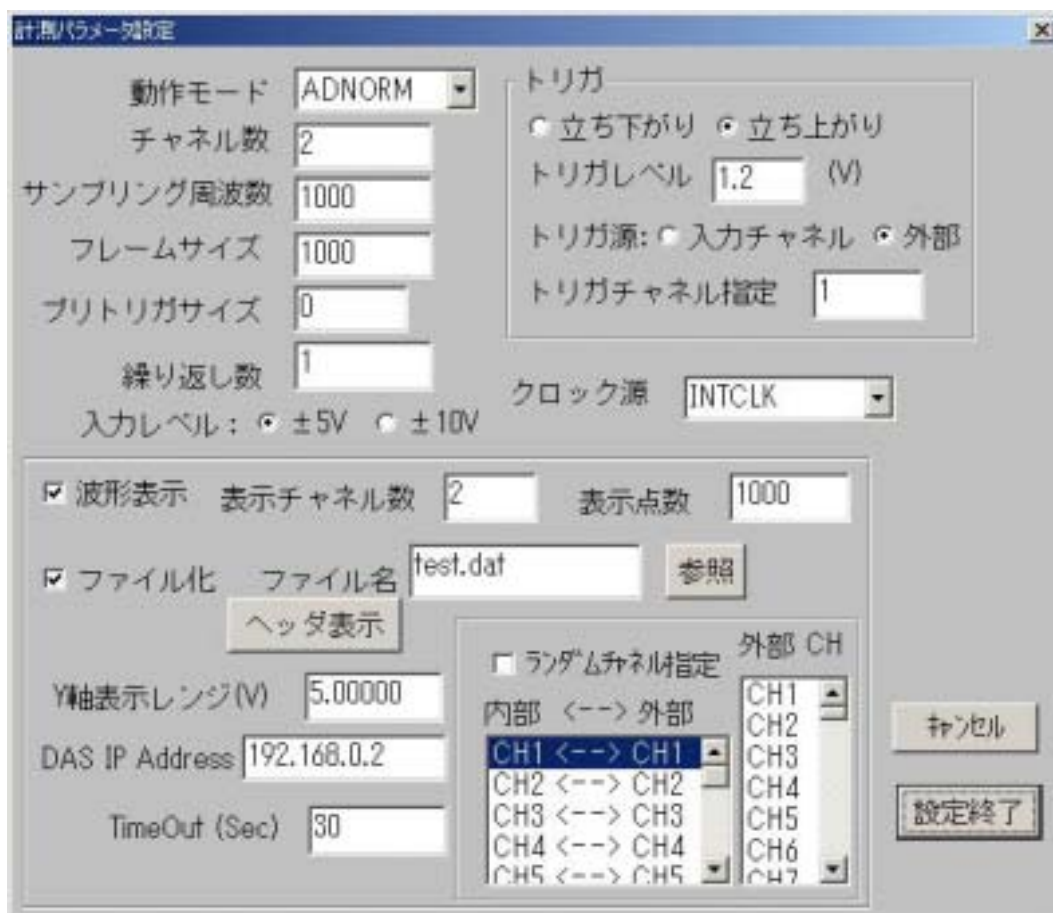 計測パラメータ設定
動作モード ADNORM
チャネル数 2
サンプリング周波数 1000
フレームサイズ 1000
プリトリガサイズ 0
繰り返し数 1
入力レベル: ±5V ±10V
トリガ
立ち下がり 立ち上がり
トリガレベル 1.2 (V)
トリガ源: 入力チャネル 外部
トリガチャネル指定 1
クロック源 INTCLK
波形表示 表示チャネル数 2 表示点数 1000
ファイル化 ファイル名 test.dat 参照
ヘッダ表示
Y軸表示レンジ(V) 5.00000
DAS IP Address 192.168.0.2
TimeOut (Sec) 30
ランダムチャネル指定
内部 <--> 外部
CH1 <--> CH1
CH2 <--> CH2
CH3 <--> CH3
CH4 <--> CH4
CH5 <--> CH5
外部 CH
CH1
CH2
CH3
CH4
CH5
CH6
CH7
キャンセル
設定終了